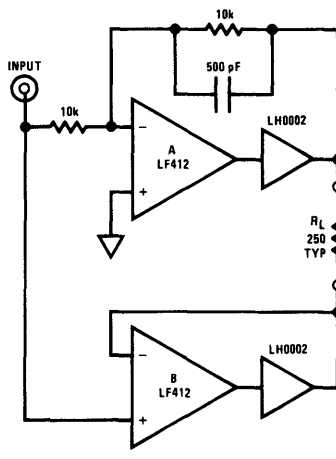 10k
INPUT
500 pF
10k
LH0002
−
A
LF412
+
RL
250
TYP
LH0002
−
B
LF412
+